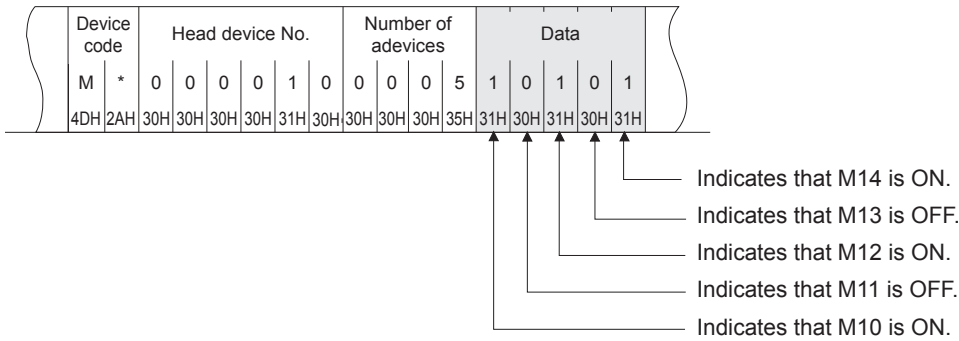 Device code Head device No. Number of adevices Data
M * 0 0 0 0 1 0 0 0 0 5 1 0 1 0 1
4DH 2AH 30H 30H 30H 30H 31H 30H 30H 30H 30H 35H 31H 30H 31H 30H 31H
Indicates that M14 is ON.
Indicates that M13 is OFF.
Indicates that M12 is ON.
Indicates that M11 is OFF.
Indicates that M10 is ON.